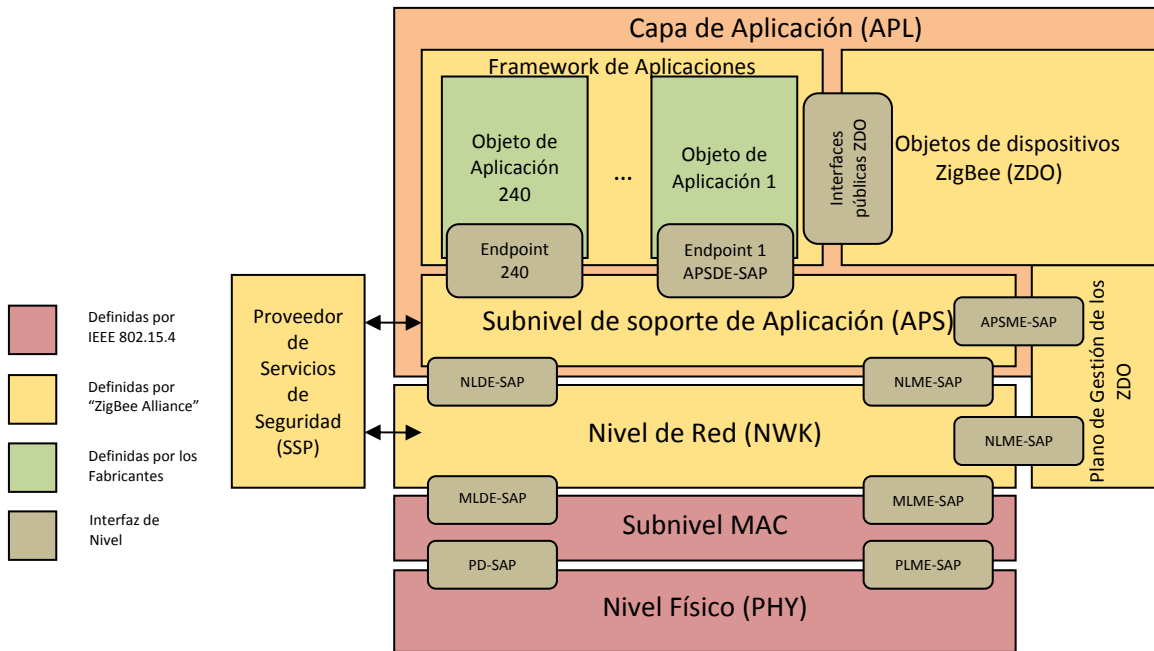 Capa de Aplicación (APL)
Framework de Aplicaciones
Objeto de
Aplicación
240
...
Objeto de
Aplicación 1
Interfaces
públicas ZDO
Objetos de dispositivos
ZigBee (ZDO)
Endpoint
240
Endpoint 1
APSDE-SAP
Subnivel de soporte de Aplicación (APS)
APSME-SAP
Plano de Gestión de los
ZDO
Proveedor
de
Servicios
de
Seguridad
(SSP)
NLDE-SAP
NLME-SAP
Nivel de Red (NWK)
NLME-SAP
MLDE-SAP
MLME-SAP
Subnivel MAC
PD-SAP
PLME-SAP
Nivel Físico (PHY)
Definidas por
IEEE 802.15.4
Definidas por
“ZigBee Alliance”
Definidas por los
Fabricantes
Interfaz de
Nivel